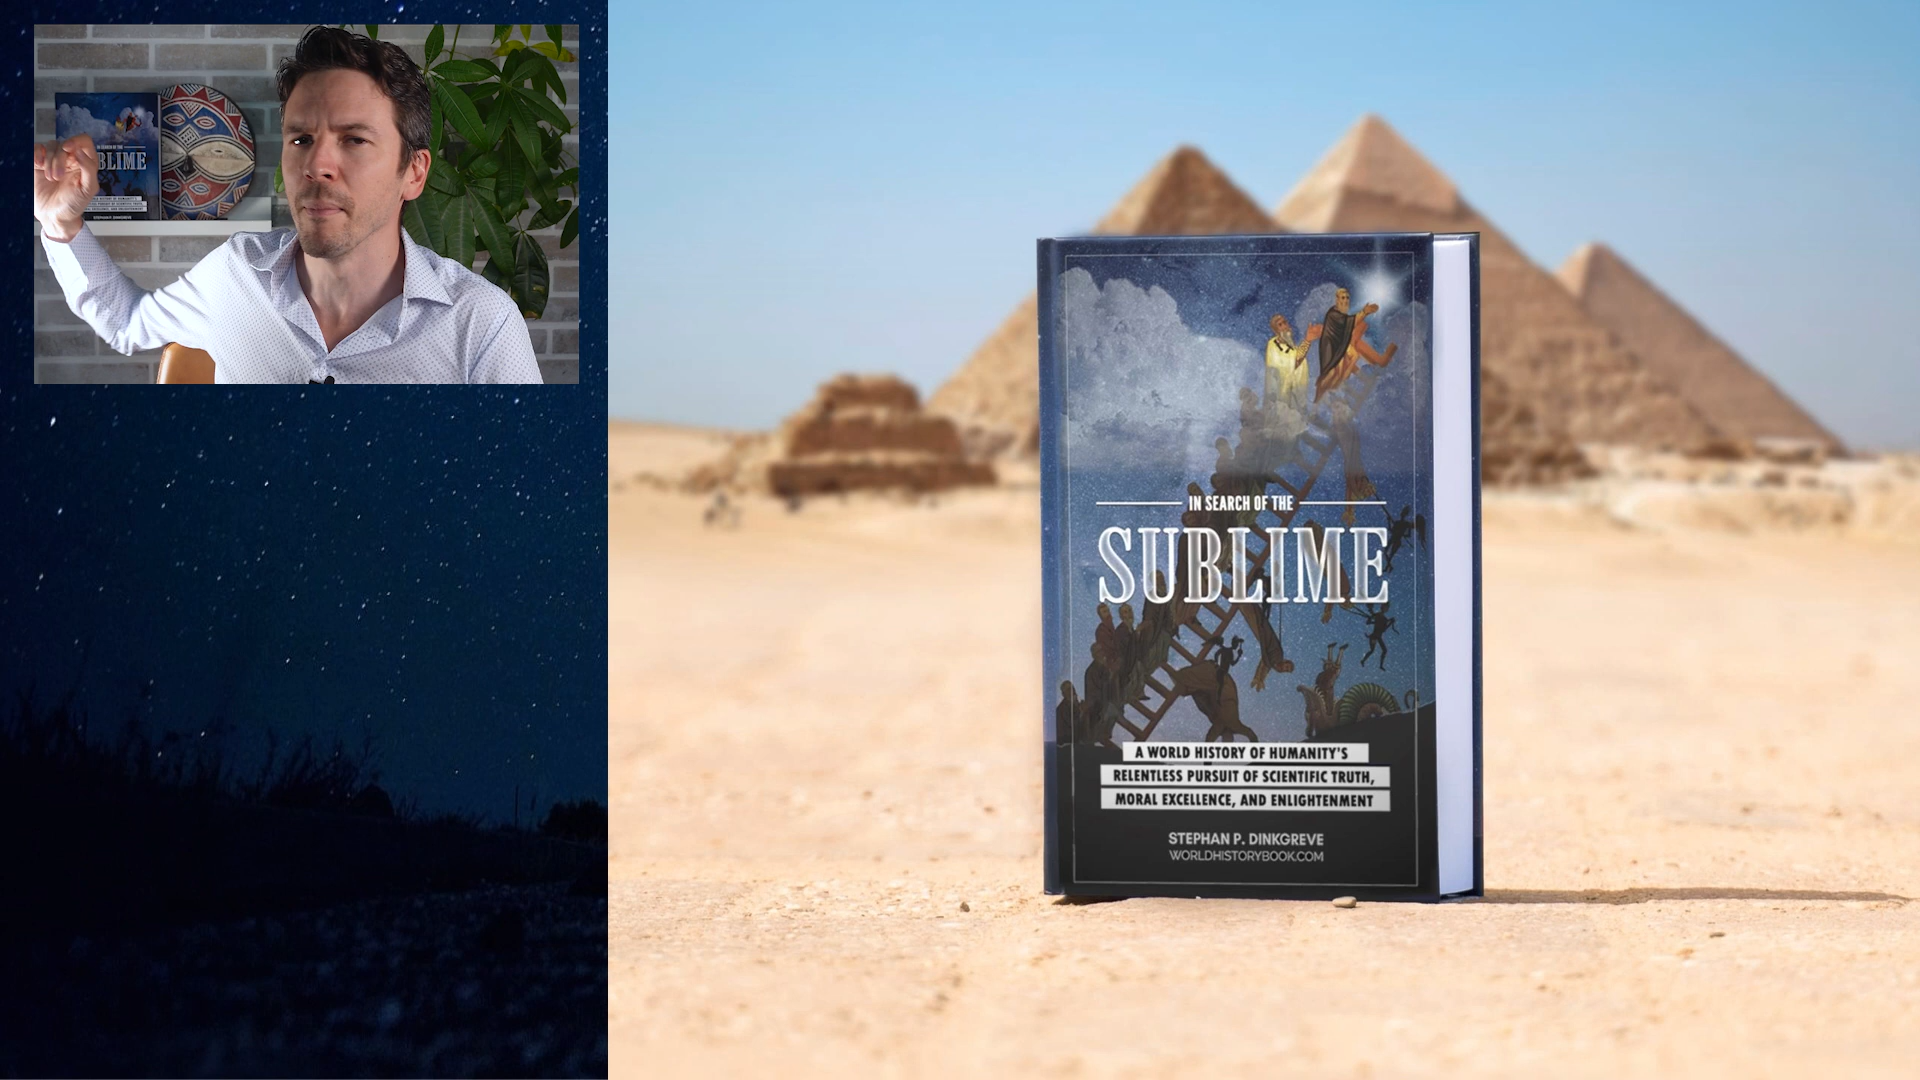 IN SEARCH OF THE
SUBLIME
A WORLD HISTORY OF HUMANITY'S
RELENTLESS PURSUIT OF SCIENTIFIC TRUTH,
MORAL EXCELLENCE, AND ENLIGHTENMENT
STEPHAN P. DINKGREVE
WORLDHISTORYBOOK.COM